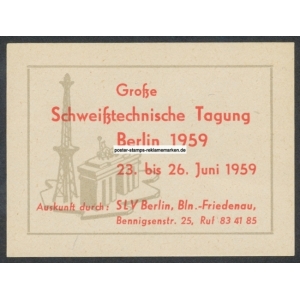 Große
Schweißtechnische Tagung
Berlin 1959
www.poster-stamps-reklamemarken.de
23. bis 26. Juni 1959
Auskunft durch: SLV Berlin, Bln.-Friedenau,
Bennigsenstr. 25, Ruf 83 41 85